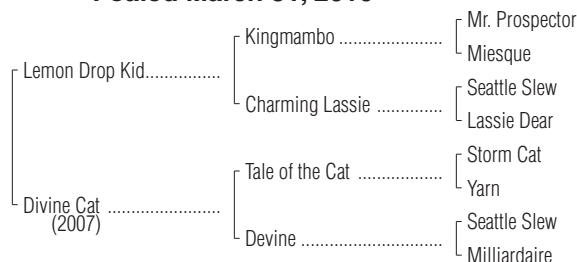 Foaled March 31,
Mr. Prospector
Kingmambo ..................
Miesque
Lemon Drop Kid...............
Seattle Slew
Charming Lassie ..............
Lassie Dear
Storm Cat
Tale of the Cat ..................
Yarn
Divine Cat ........................
(2007)
Seattle Slew
Devine ..............................
Milliardaire